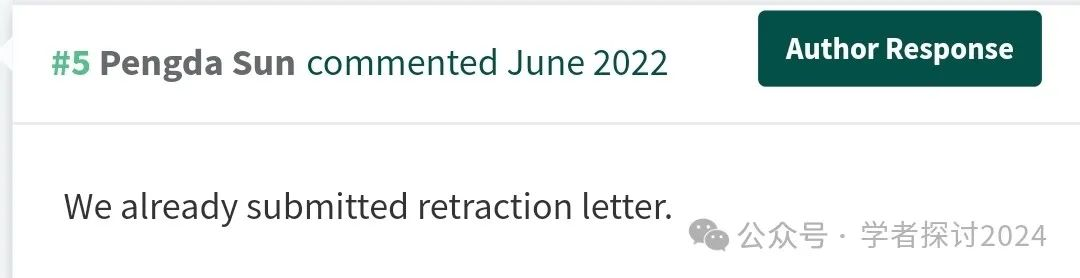 #5 Pengda Sun commented June 2022
Author Response
We already submitted retraction letter.
公众号 · 学者探讨2024